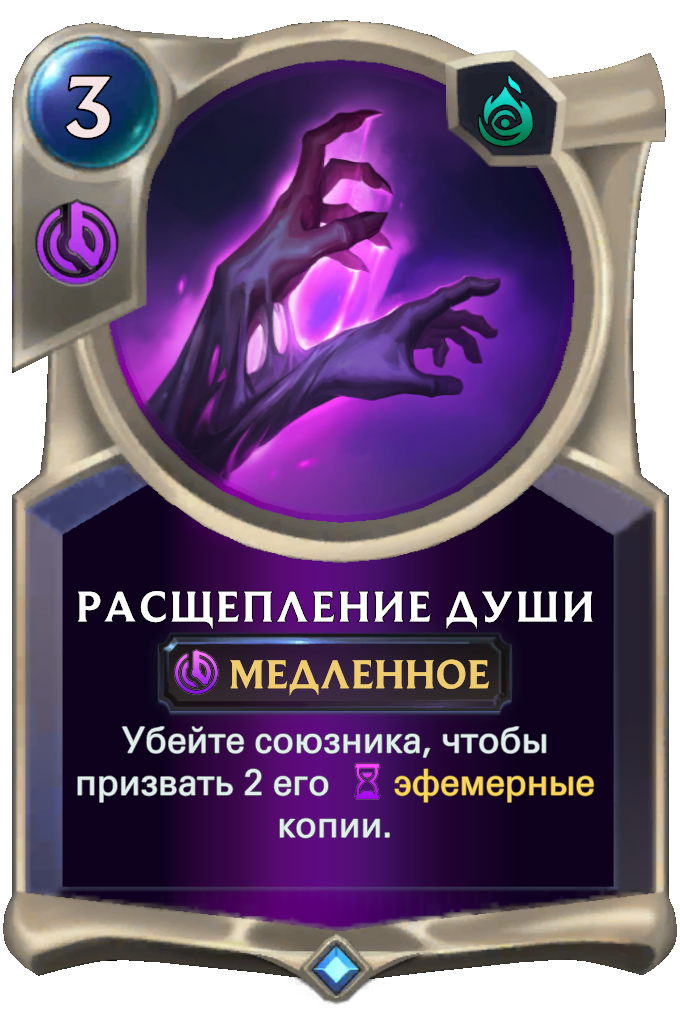 3
РАСЩЕПЛЕНИЕ ДУШИ
МЕДЛЕННОЕ
Убейте союзника, чтобы
призвать 2 его эфемерные
копии.